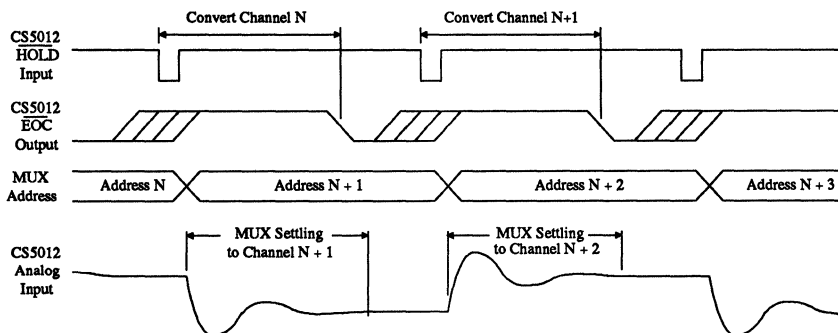 Convert Channel N
Convert Channel N+1
CS5012
HOLD
Input
CS5012
EOC
Output
MUX
Address
Address N
Address N + 1
Address N + 2
Address N + 3
MUX Settling
to Channel N + 1
MUX Settling
to Channel N + 2
CS5012
Analog
Input